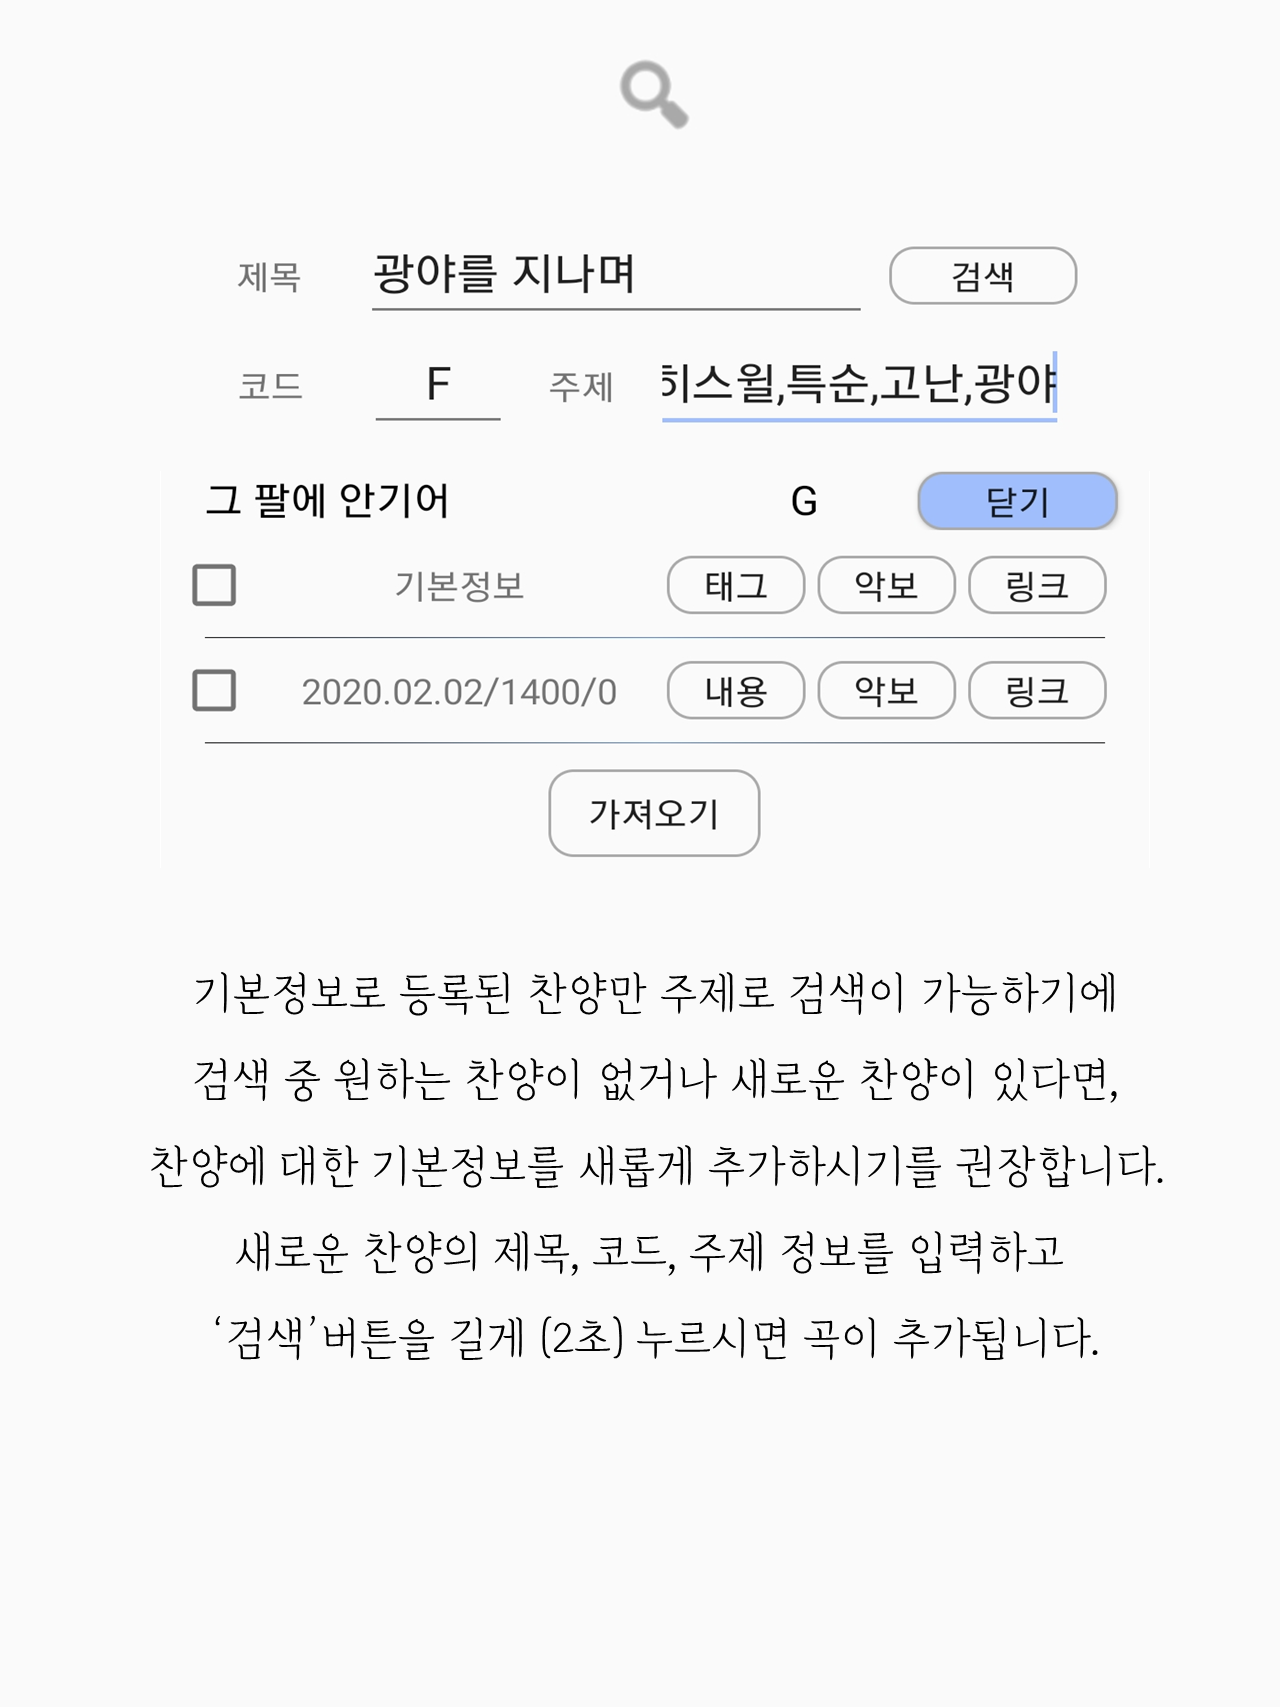 제목 광야를 지나며 검색
코드 F 주제 히스윌,특순,고난,광야
그 팔에 안기어 G 닫기
기본정보 태그 악보 링크
2020.02.02/1400/0 내용 악보 링크
가져오기
기본정보로 등록된 찬양만 주제로 검색이 가능하기에
검색 중 원하는 찬양이 없거나 새로운 찬양이 있다면,
찬양에 대한 기본정보를 새롭게 추가하시기를 권장합니다.
새로운 찬양의 제목, 코드, 주제 정보를 입력하고
‘검색’버튼을 길게 (2초) 누르시면 곡이 추가됩니다.